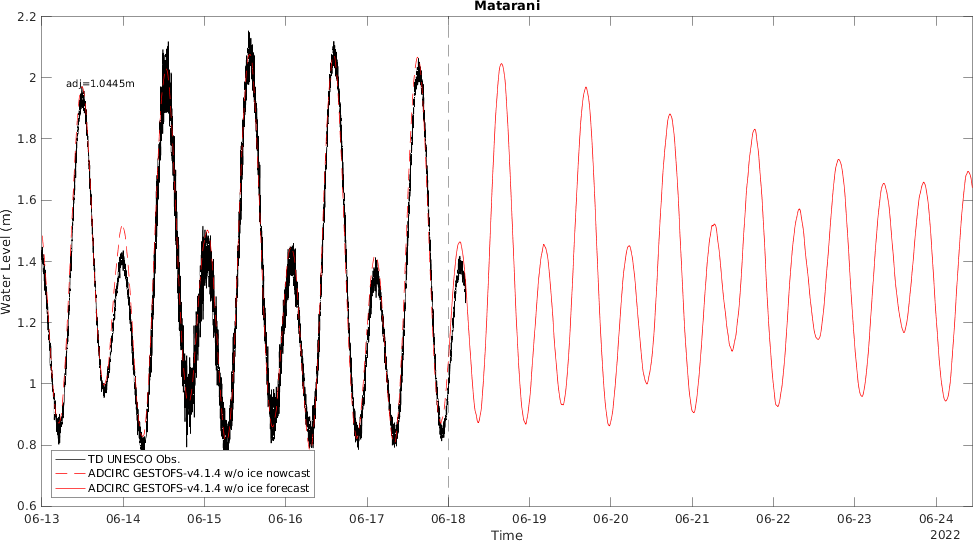 Matarani
2.2
2
1.8
1.6
1.4
1.2
1
0.8
0.6
Water Level (m)
adj=1.0445m
TD UNESCO Obs.
ADCIRC GESTOFS-v4.1.4 w/o ice nowcast
ADCIRC GESTOFS-v4.1.4 w/o ice forecast
06-13 06-14 06-15 06-16 06-17 06-18 06-19 06-20 06-21 06-22 06-23 06-24
Time
2022